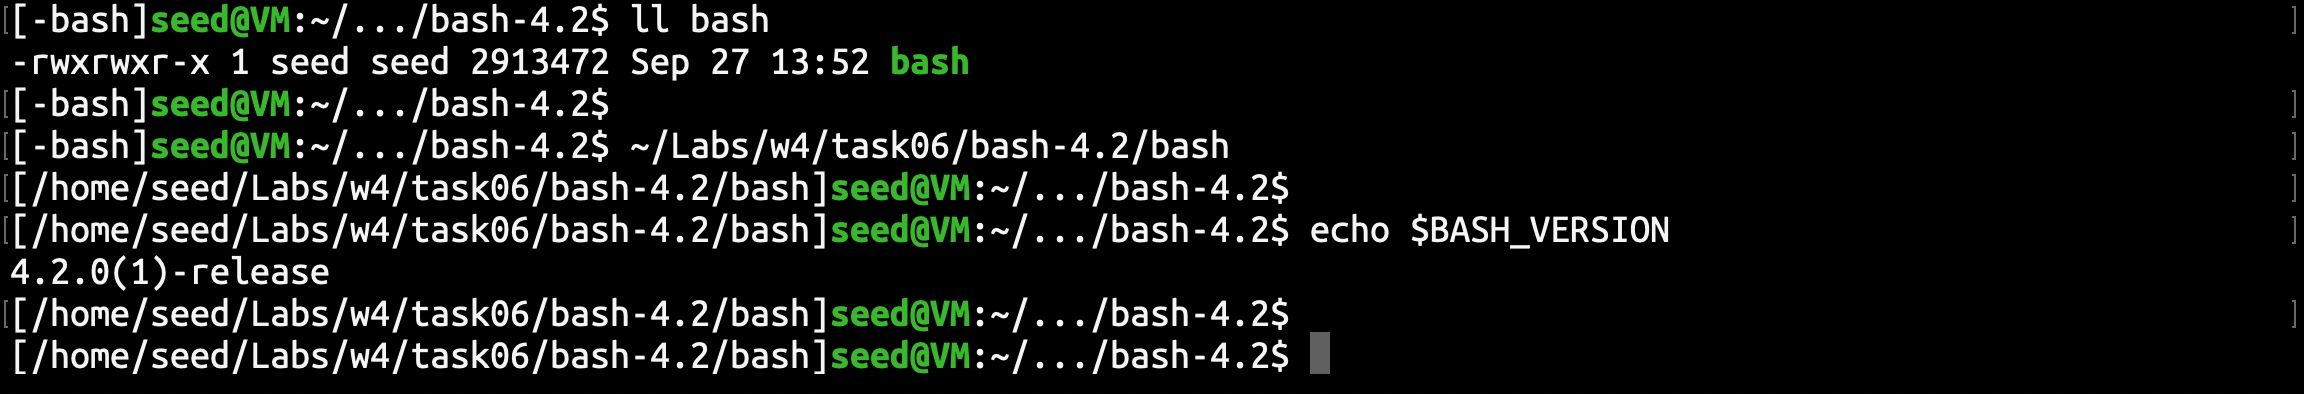 [-bash]seed@VM:~/.../bash-4.2$ ll bash
-rwxrwxr-x 1 seed seed 2913472 Sep 27 13:52 bash
[-bash]seed@VM:~/.../bash-4.2$
[-bash]seed@VM:~/.../bash-4.2$ ~/Labs/w4/task06/bash-4.2/bash
[/home/seed/Labs/w4/task06/bash-4.2/bash]seed@VM:~/.../bash-4.2$
[/home/seed/Labs/w4/task06/bash-4.2/bash]seed@VM:~/.../bash-4.2$ echo $BASH_VERSION
4.2.0(1)-release
[/home/seed/Labs/w4/task06/bash-4.2/bash]seed@VM:~/.../bash-4.2$
[/home/seed/Labs/w4/task06/bash-4.2/bash]seed@VM:~/.../bash-4.2$